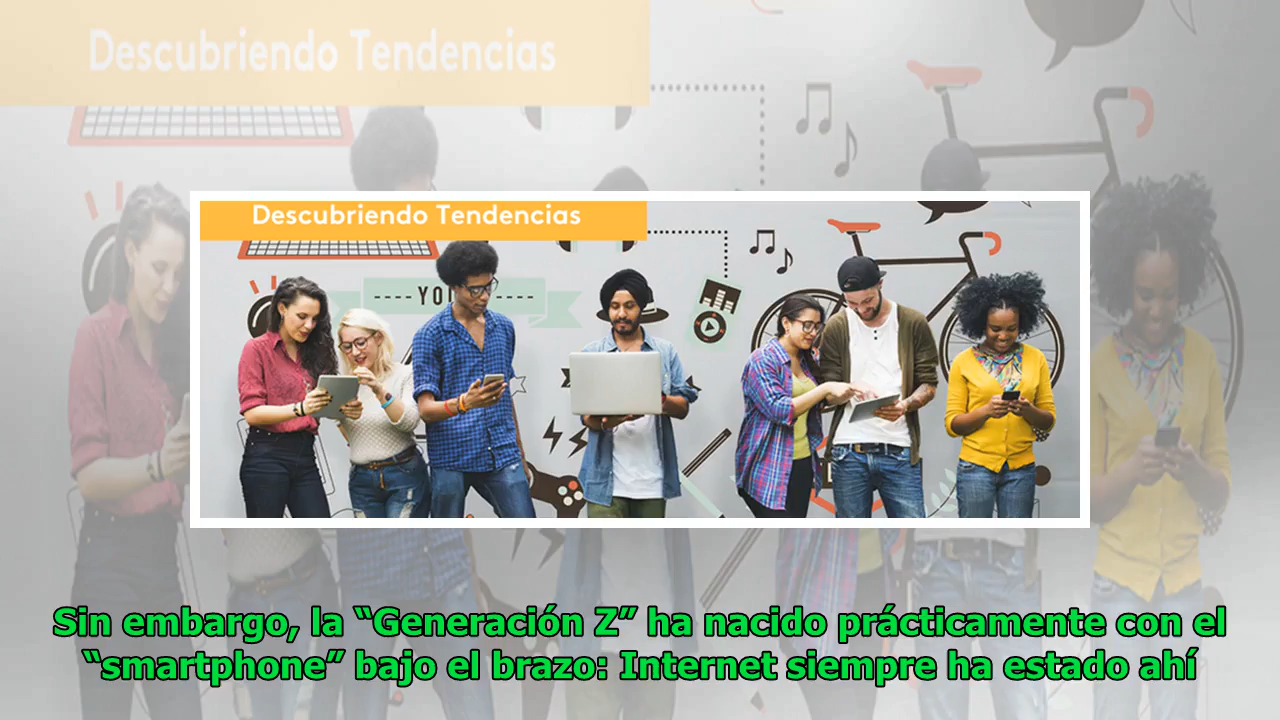 Descubriendo Tendencias
Descubriendo Tendencias
Sin embargo, la “Generación Z” ha nacido prácticamente con el
“smartphone” bajo el brazo: Internet siempre ha estado ahí